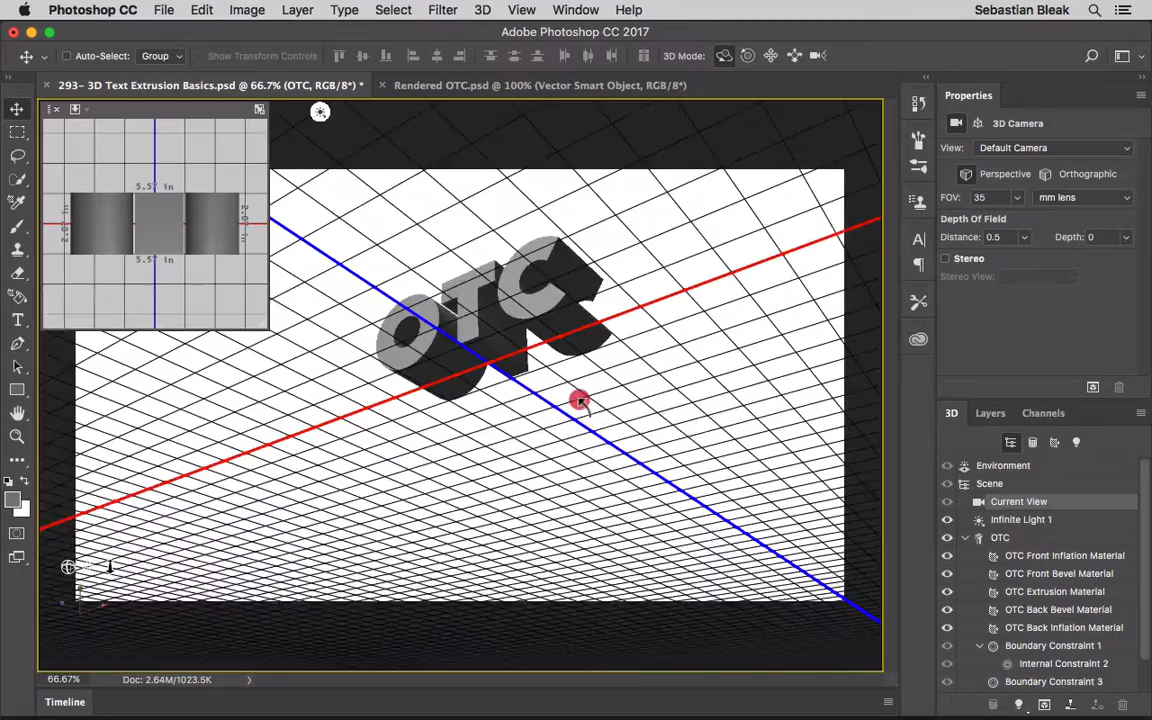 Photoshop CC File Edit Image Layer Type Select Filter 3D View Window Help Sebastian Bleak
Adobe Photoshop CC 2017
Auto-Select: Group Show Transform Controls 3D Mode:
293- 3D Text Extrusion Basics.psd @ 66.7% (OTC, RGB/8*) * Rendered OTC.psd @ 100% (Vector Smart Object, RGB/8*)
Properties
3D Camera
View: Default Camera
Perspective Orthographic
FOV: 35 mm lens
Depth Of Field
Distance: 0.5 Depth: 0
Stereo
Stereo View:
5.57 in
5.57 in
OTC
3D Layers Channels
Environment
Scene
Current View
Infinite Light 1
OTC
OTC Front Inflation Material
OTC Front Bevel Material
OTC Extrusion Material
OTC Back Bevel Material
OTC Back Inflation Material
Boundary Constraint 1
Internal Constraint 2
Boundary Constraint 3
66.67% Doc: 2.64M/1023.5K
Timeline